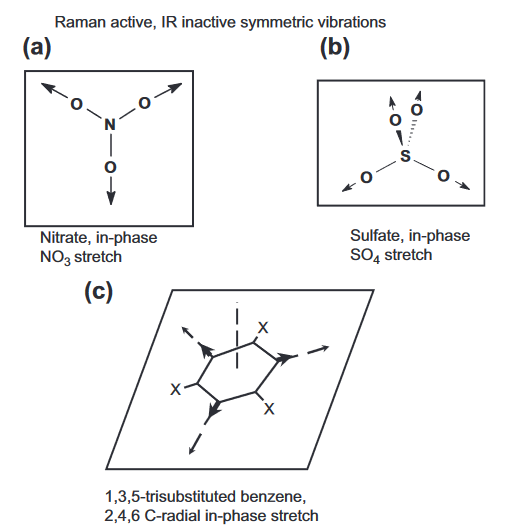 Raman active, IR inactive symmetric vibrations
(a)
(b)
O
O
N
O
O
O
S
O
O
Nitrate, in-phase
NO3 stretch
Sulfate, in-phase
SO4 stretch
(c)
X
X
X
1,3,5-trisubstituted benzene,
2,4,6 C-radial in-phase stretch